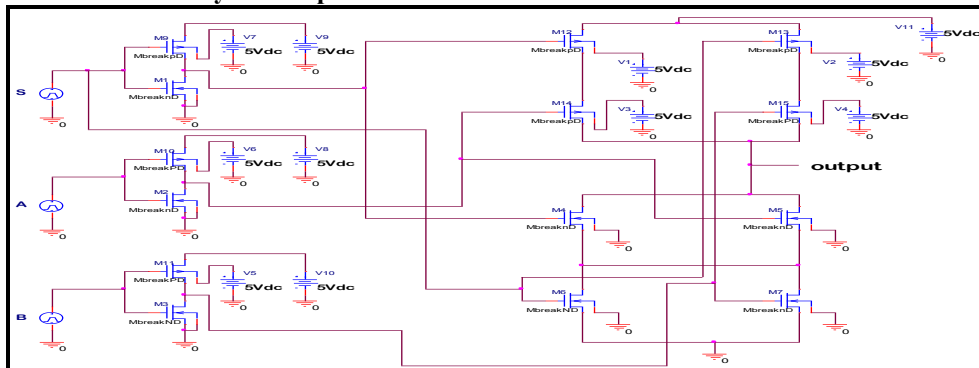 M9
MbreakpD
V7
5Vdc
V9
5Vdc
0
0
S
0
M1
MbreaknD
0
M10
MbreakPD
V6
5Vdc
V8
5Vdc
0
0
A
0
M2
MbreaknD
0
M11
MbreakPD
V5
5Vdc
V10
5Vdc
0
0
B
0
M3
MbreakND
0
M12
MbreakpD
V1
5Vdc
0
M13
MbreakpD
V2
5Vdc
0
V11
5Vdc
0
M14
MbreakpD
V3
5Vdc
0
M15
MbreakPD
V4
5Vdc
0
output
M4
MbreaknD
0
M5
MbreaknD
0
M6
MbreakND
0
M7
MbreaknD
0
0